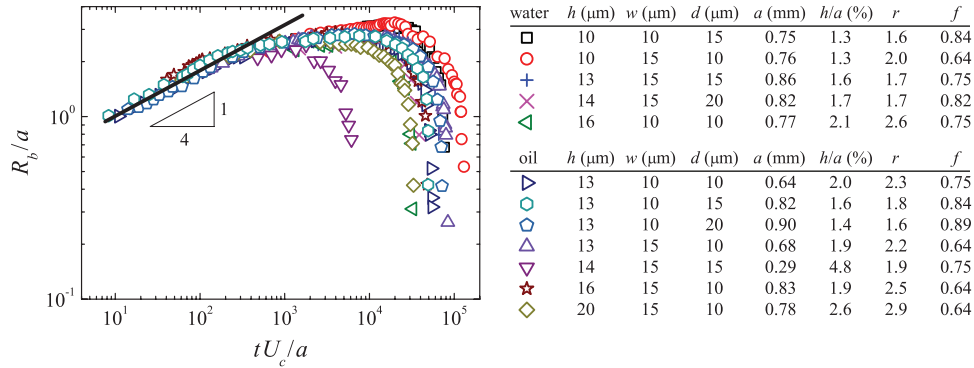 R_b/a
10^0
10^-1
1
4
10^1 10^2 10^3 10^4 10^5
tU_c/a
water h (μm) w (μm) d (μm) a (mm) h/a (%) r f
10 10 15 0.75 1.3 1.6 0.84
10 15 10 0.76 1.3 2.0 0.64
13 15 15 0.86 1.6 1.7 0.75
14 15 20 0.82 1.7 1.7 0.82
16 10 10 0.77 2.1 2.6 0.75
oil h (μm) w (μm) d (μm) a (mm) h/a (%) r f
13 10 10 0.64 2.0 2.3 0.75
13 10 15 0.82 1.6 1.8 0.84
13 10 20 0.90 1.4 1.6 0.89
13 15 10 0.68 1.9 2.2 0.64
14 15 15 0.29 4.8 1.9 0.75
16 15 10 0.83 1.9 2.5 0.64
20 15 10 0.78 2.6 2.9 0.64